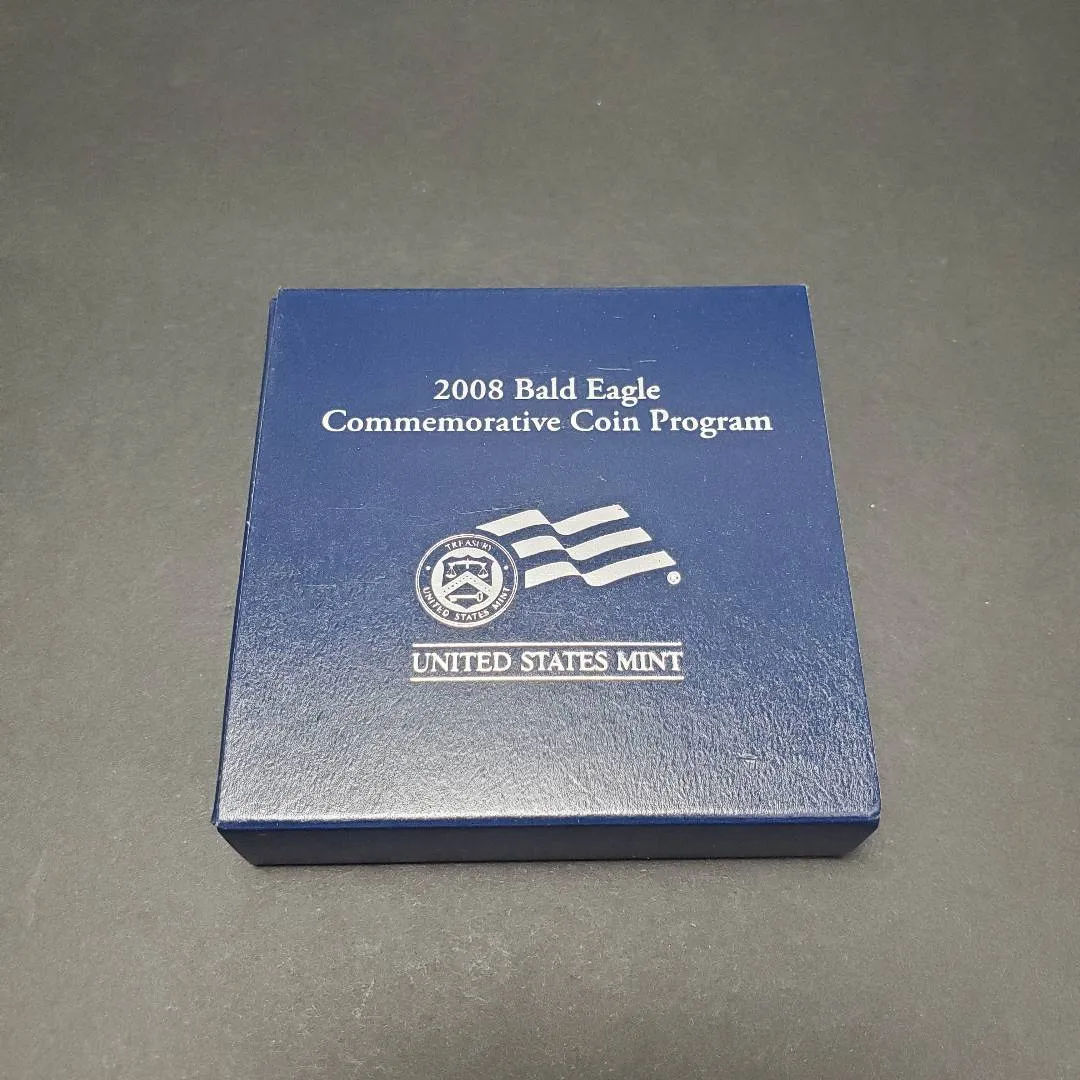 2008 Bald Eagle
Commemorative Coin Program
TREASURY
UNITED STATES MINT
®
UNITED STATES MINT